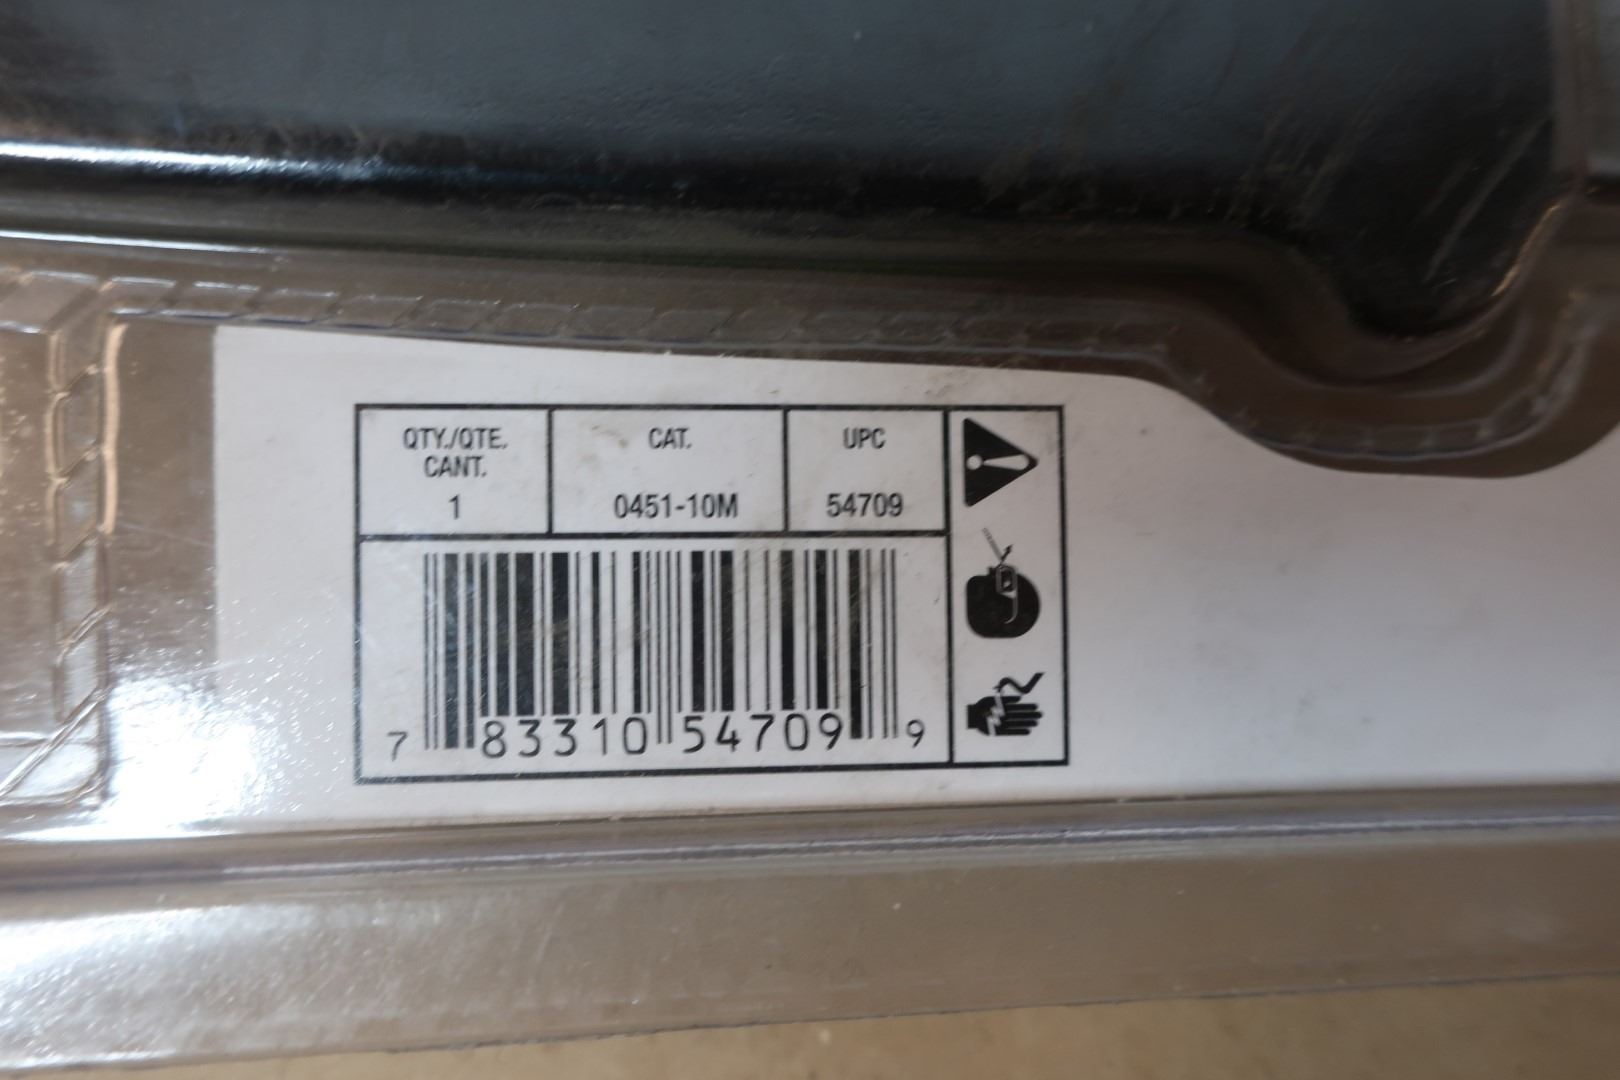 QTY./QTE.
CANT.
1
CAT.
0451-10M
UPC
54709
7 83310 54709 9